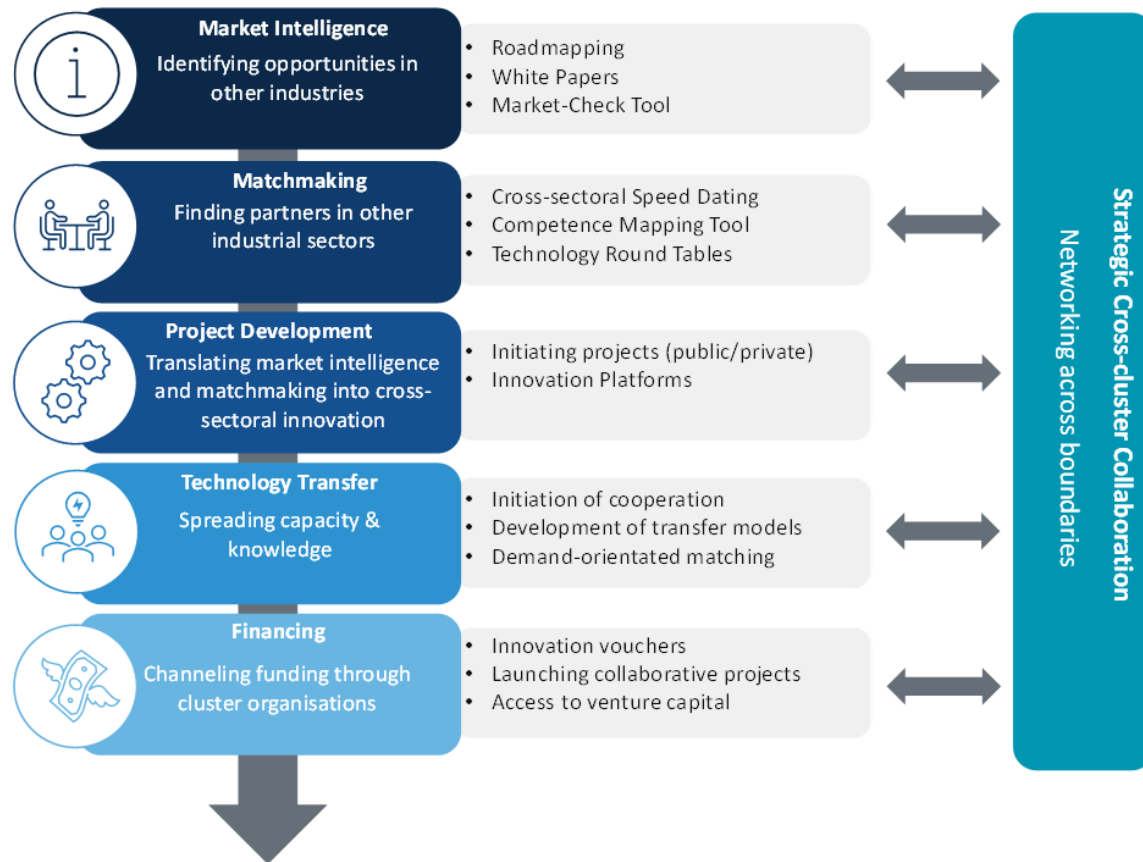 Market Intelligence
Identifying opportunities in
other industries
• Roadmapping
• White Papers
• Market-Check Tool
Matchmaking
Finding partners in other
industrial sectors
• Cross-sectoral Speed Dating
• Competence Mapping Tool
• Technology Round Tables
Project Development
Translating market intelligence
and matchmaking into cross-
sectoral innovation
• Initiating projects (public/private)
• Innovation Platforms
Technology Transfer
Spreading capacity &
knowledge
• Initiation of cooperation
• Development of transfer models
• Demand-orientated matching
Financing
Channeling funding through
cluster organisations
• Innovation vouchers
• Launching collaborative projects
• Access to venture capital
Strategic Cross-cluster Collaboration
Networking across boundaries